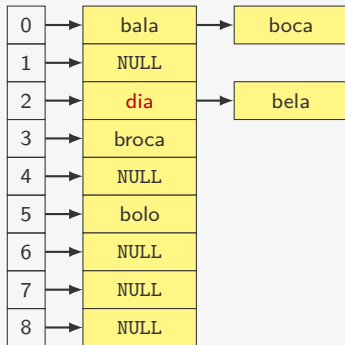 0 bala boca
1 NULL
2 dia bela
3 broca
4 NULL
5 bolo
6 NULL
7 NULL
8 NULL